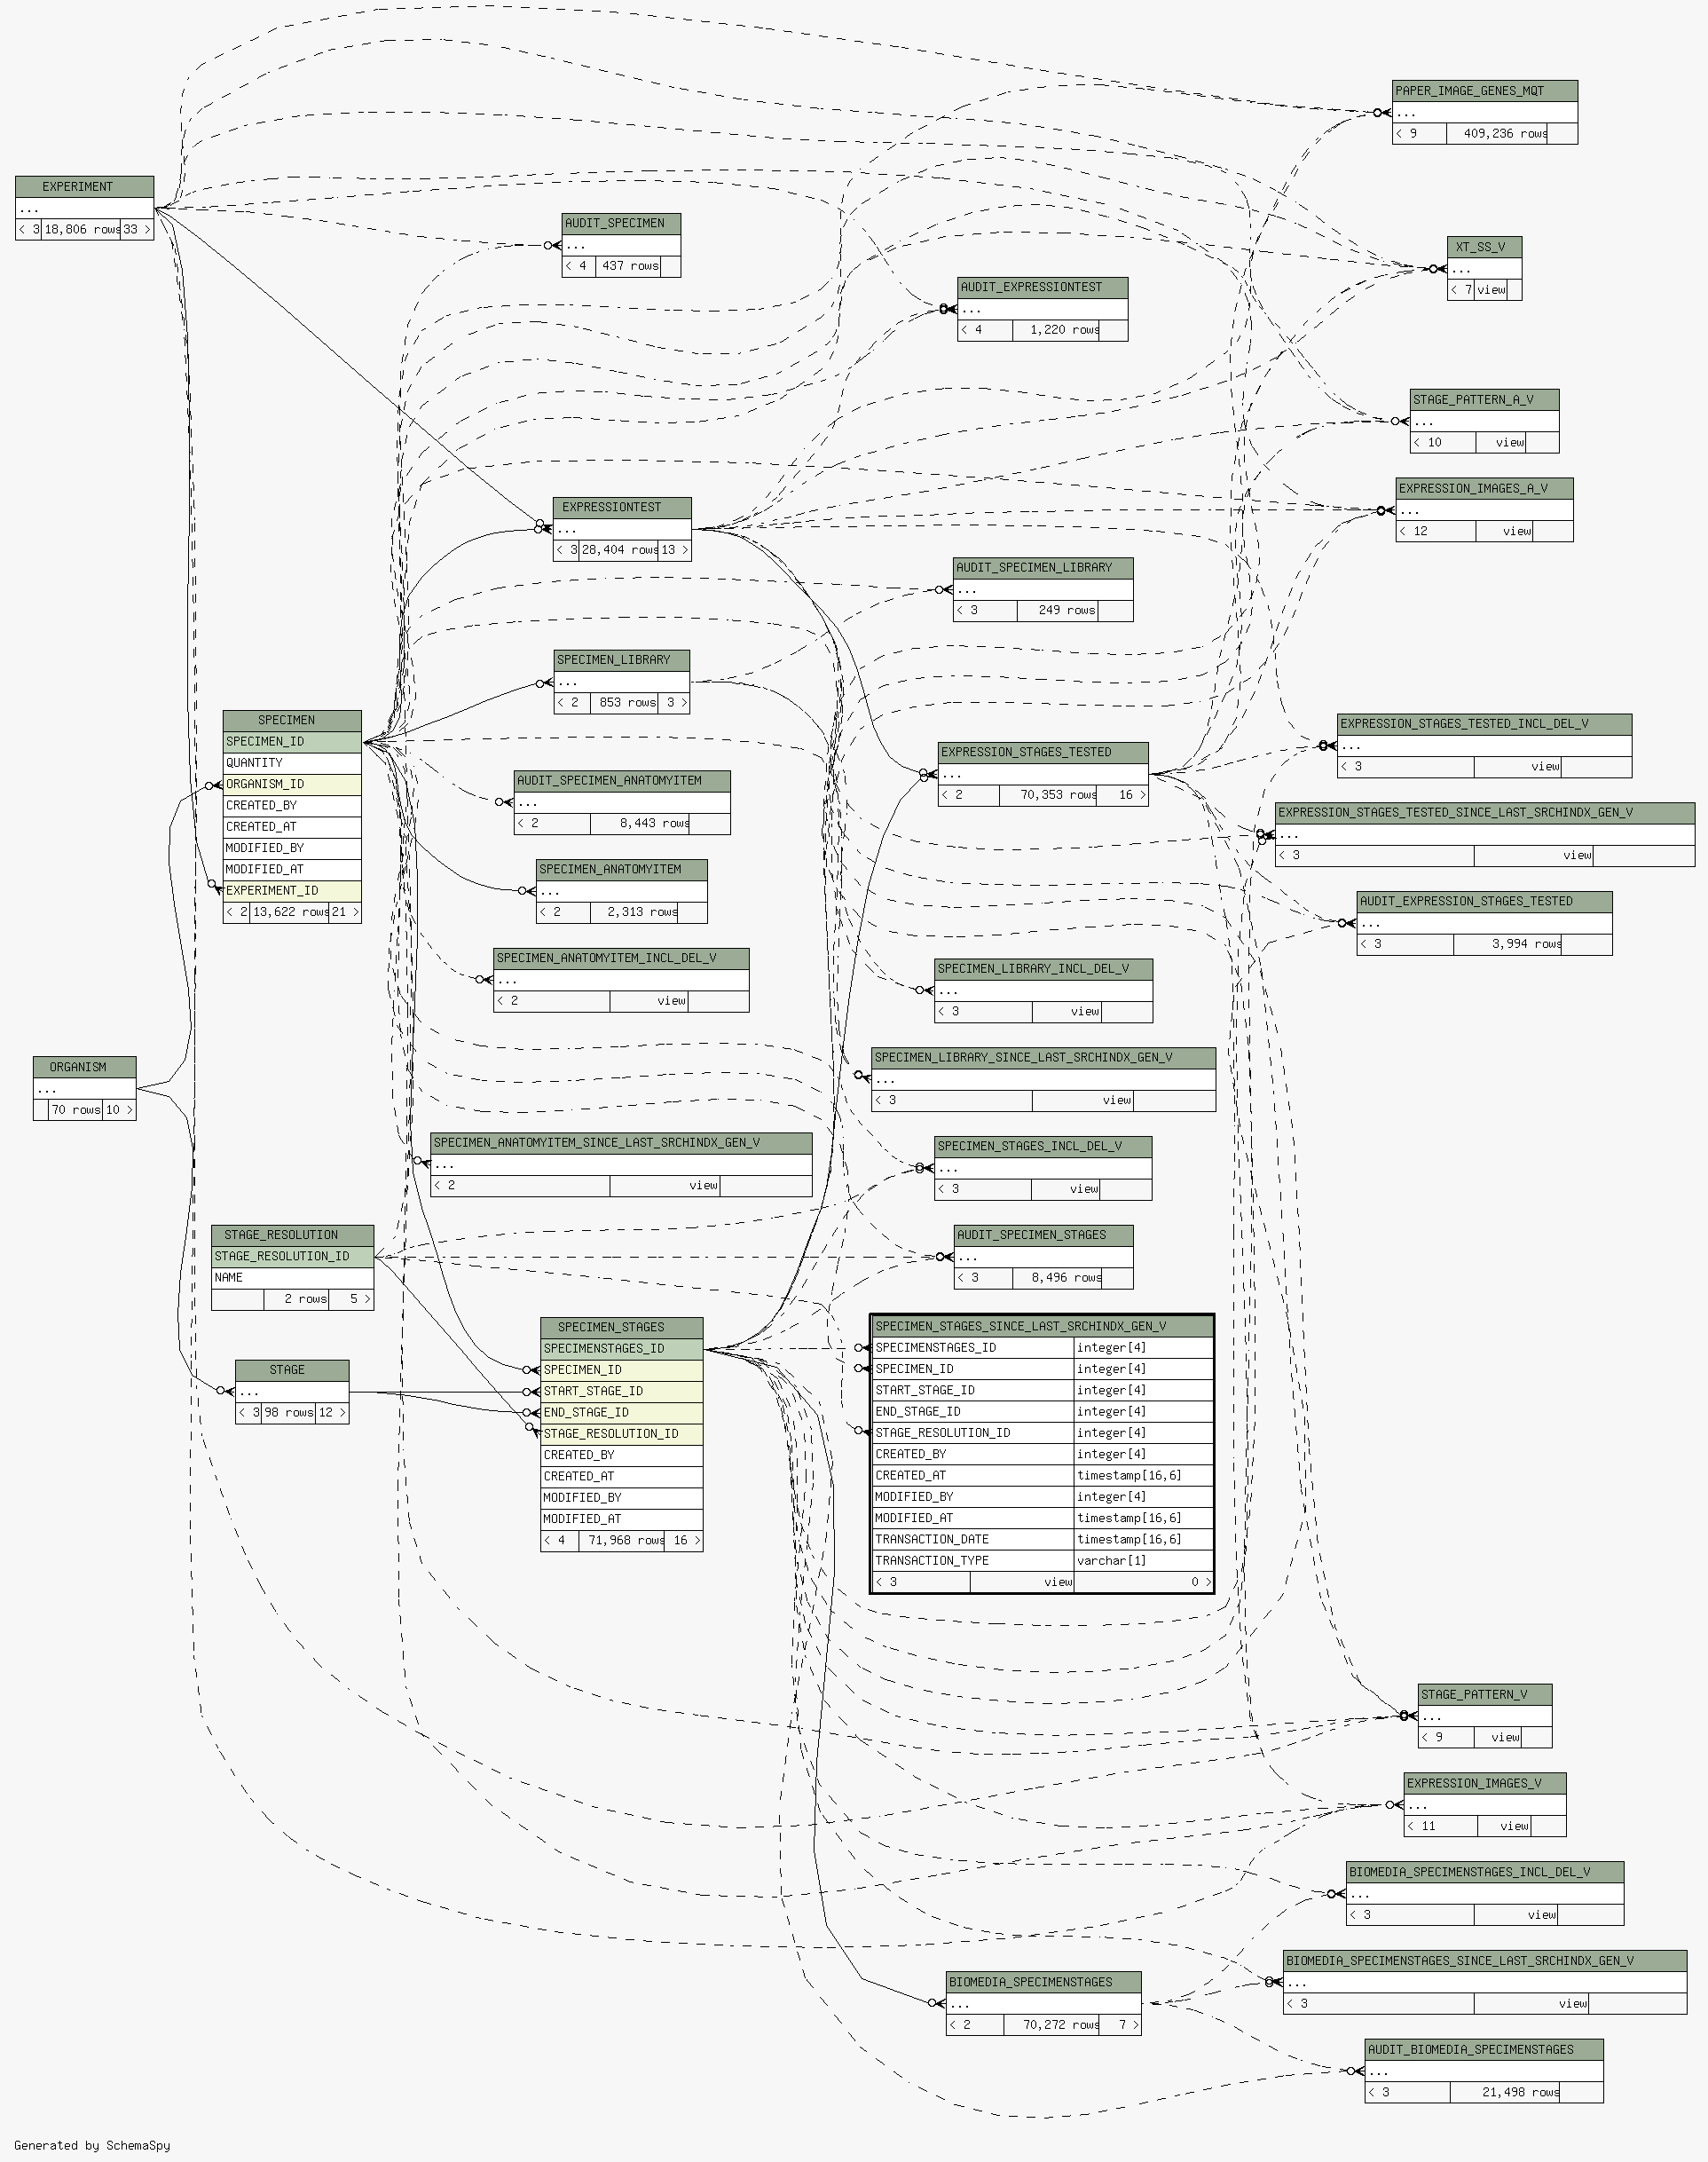 PAPER_IMAGE_GENES_MQT
...
< 9 409,236 rows
EXPERIMENT
...
< 3 18,806 rows 33 >
AUDIT_SPECIMEN
...
< 4 437 rows
XT_SS_V
...
< 7 view
AUDIT_EXPRESSIONTEST
...
< 4 1,220 rows
STAGE_PATTERN_A_V
...
< 10 view
EXPRESSION_IMAGES_A_V
...
< 12 view
EXPRESSIONTEST
...
< 3 28,404 rows 13 >
AUDIT_SPECIMEN_LIBRARY
...
< 3 249 rows
SPECIMEN_LIBRARY
...
< 2 853 rows 3 >
SPECIMEN
SPECIMEN_ID
QUANTITY
ORGANISM_ID
CREATED_BY
CREATED_AT
MODIFIED_BY
MODIFIED_AT
EXPERIMENT_ID
< 2 13,622 rows 21 >
EXPRESSION_STAGES_TESTED_INCL_DEL_V
...
< 3 view
EXPRESSION_STAGES_TESTED
...
< 2 70,353 rows 16 >
AUDIT_SPECIMEN_ANATOMYITEM
...
< 2 8,443 rows
EXPRESSION_STAGES_TESTED_SINCE_LAST_SRCHINDX_GEN_V
...
< 3 view
SPECIMEN_ANATOMYITEM
...
< 2 2,313 rows
AUDIT_EXPRESSION_STAGES_TESTED
...
< 3 3,994 rows
SPECIMEN_ANATOMYITEM_INCL_DEL_V
...
< 2 view
SPECIMEN_LIBRARY_INCL_DEL_V
...
< 3 view
SPECIMEN_LIBRARY_SINCE_LAST_SRCHINDX_GEN_V
...
< 3 view
ORGANISM
...
70 rows 10 >
SPECIMEN_ANATOMYITEM_SINCE_LAST_SRCHINDX_GEN_V
...
< 2 view
SPECIMEN_STAGES_INCL_DEL_V
...
< 3 view
STAGE_RESOLUTION
STAGE_RESOLUTION_ID
NAME
2 rows 5 >
AUDIT_SPECIMEN_STAGES
...
< 3 8,496 rows
SPECIMEN_STAGES
SPECIMENSTAGES_ID
SPECIMEN_ID
START_STAGE_ID
END_STAGE_ID
STAGE_RESOLUTION_ID
CREATED_BY
CREATED_AT
MODIFIED_BY
MODIFIED_AT
< 4 71,968 rows 16 >
SPECIMEN_STAGES_SINCE_LAST_SRCHINDX_GEN_V
SPECIMENSTAGES_ID integer[4]
SPECIMEN_ID integer[4]
START_STAGE_ID integer[4]
END_STAGE_ID integer[4]
STAGE_RESOLUTION_ID integer[4]
CREATED_BY integer[4]
CREATED_AT timestamp[16,6]
MODIFIED_BY integer[4]
MODIFIED_AT timestamp[16,6]
TRANSACTION_DATE timestamp[16,6]
TRANSACTION_TYPE varchar[1]
< 3 view 0 >
STAGE
...
< 3 98 rows 12 >
STAGE_PATTERN_V
...
< 9 view
EXPRESSION_IMAGES_V
...
< 11 view
BIOMEDIA_SPECIMENSTAGES_INCL_DEL_V
...
< 3 view
BIOMEDIA_SPECIMENSTAGES_SINCE_LAST_SRCHINDX_GEN_V
...
< 3 view
BIOMEDIA_SPECIMENSTAGES
...
< 2 70,272 rows 7 >
AUDIT_BIOMEDIA_SPECIMENSTAGES
...
< 3 21,498 rows
Generated by SchemaSpy